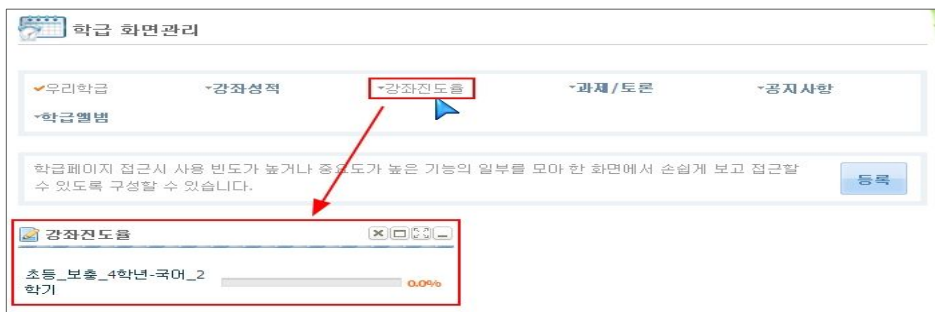 학급 화면관리
우리학급 강좌성적 강좌진도율 과제/토론 공지사항
학급앨범
학급페이지 접근시 사용 빈도가 높거나 중요도가 높은 기능의 일부를 모아 한 화면에서 손쉽게 보고 접근할
수 있도록 구성할 수 있습니다.
등록
강좌진도율
초등_보충_4학년-국어_2
학기
0.0%